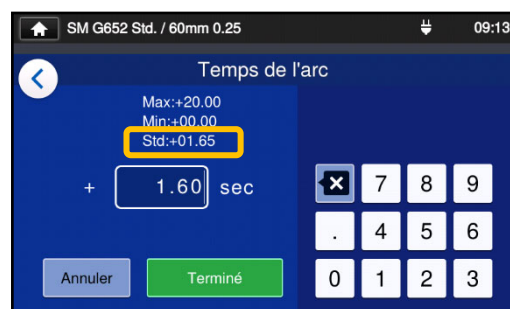 SM G652 Std. / 60mm 0.25 09:13
Temps de l'arc
Max:+20.00
Min:+00.00
Std:+01.65
+ 1.60 sec
7 8 9
. 4 5 6
Annuler Terminé 0 1 2 3